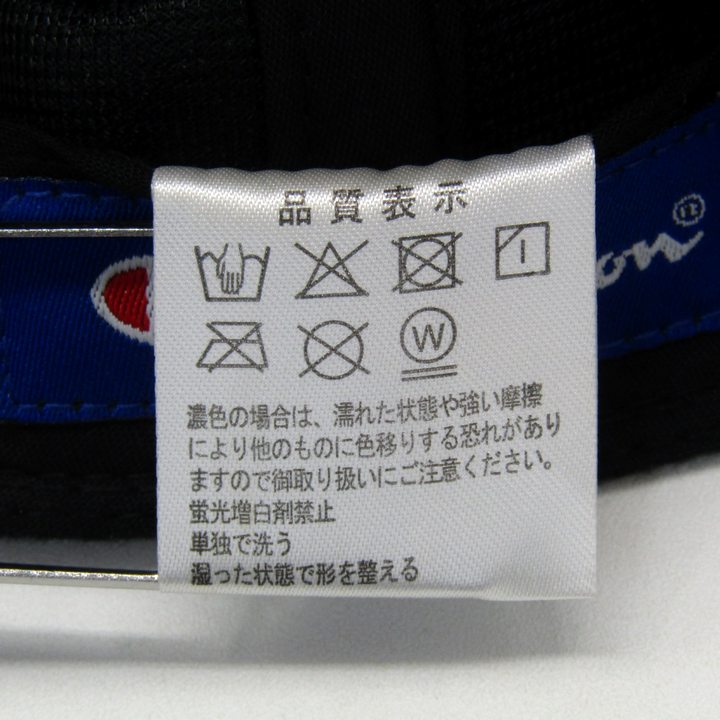 品質表示
W
濃色の場合は、濡れた状態や強い摩擦
により他のものに色移りする恐れがあり
ますので御取り扱いにご注意ください。
蛍光増白剤禁止
単独で洗う
湿った状態で形を整える
on®